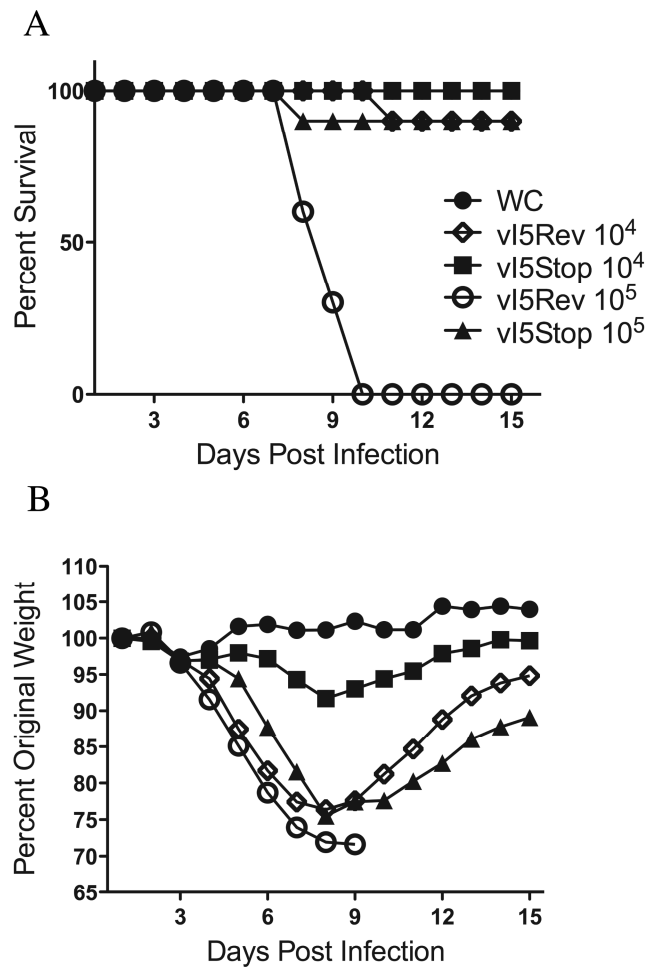 A
Percent Survival
100
50
0
3 6 9 12 15
Days Post Infection
WC
vI5Rev 10⁴
vI5Stop 10⁴
vI5Rev 10⁵
vI5Stop 10⁵
B
Percent Original Weight
110
105
100
95
90
85
80
75
70
65
3 6 9 12 15
Days Post Infection